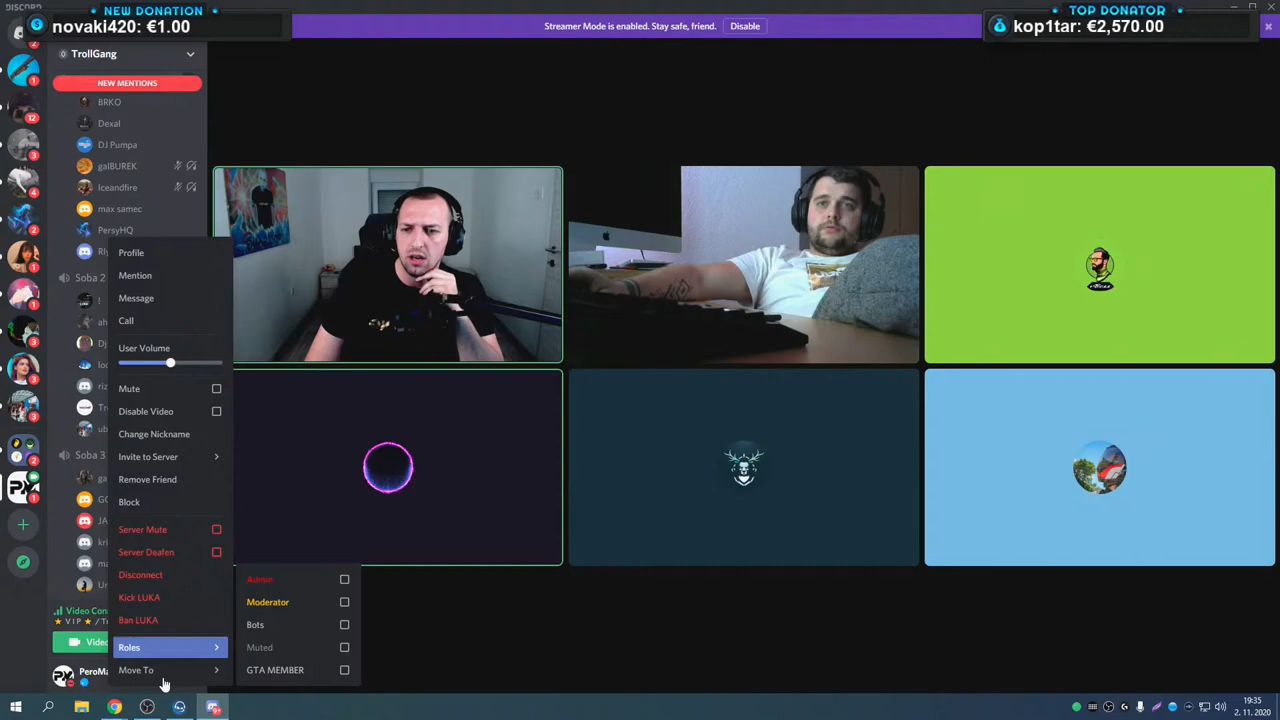 DISCORD
NEW DONATION
novaki420: €1.00
Streamer Mode is enabled. Stay safe, friend.
Disable
TOP DONATOR
kop1tar: €2,570.00
TrollGang
NEW MENTIONS
BRKO
Dexal
DJ Pumpa
galBUREK
Iceandfire
max samec
PersyHQ
Soba 2
Soba 3
Profile
Mention
Message
Call
User Volume
Mute
Disable Video
Change Nickname
Invite to Server
Remove Friend
Block
Server Mute
Server Deafen
Disconnect
Kick LUKA
Ban LUKA
Roles
Move To
Admin
Moderator
Bots
Muted
GTA MEMBER
19:35
2. 11. 2020